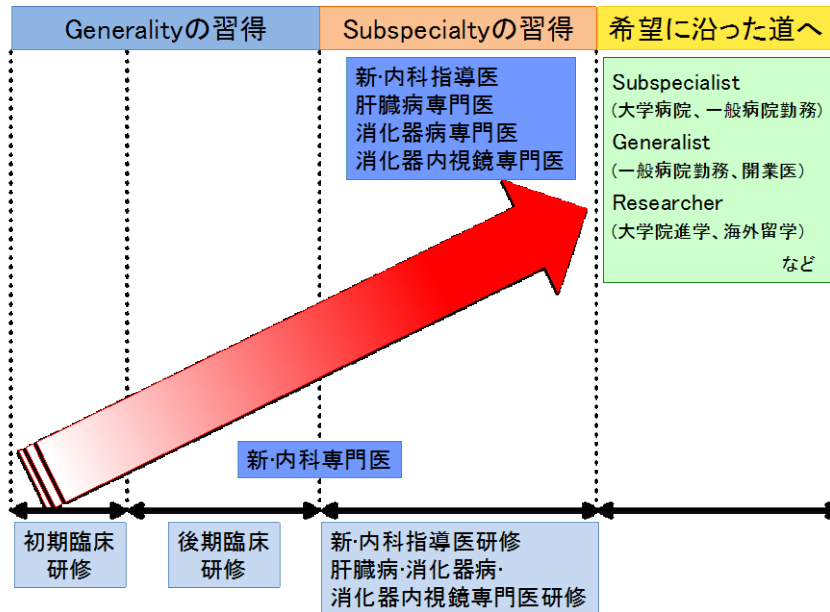 Generalityの習得
Subspecialtyの習得
希望に沿った道へ
新・内科指導医
肝臓病専門医
消化器病専門医
消化器内視鏡専門医
Subspecialist
(大学病院、一般病院勤務)
Generalist
(一般病院勤務、開業医)
Researcher
(大学院進学、海外留学)
など
新・内科専門医
初期臨床
研修
後期臨床
研修
新・内科指導医研修
肝臓病・消化器病・
消化器内視鏡専門医研修